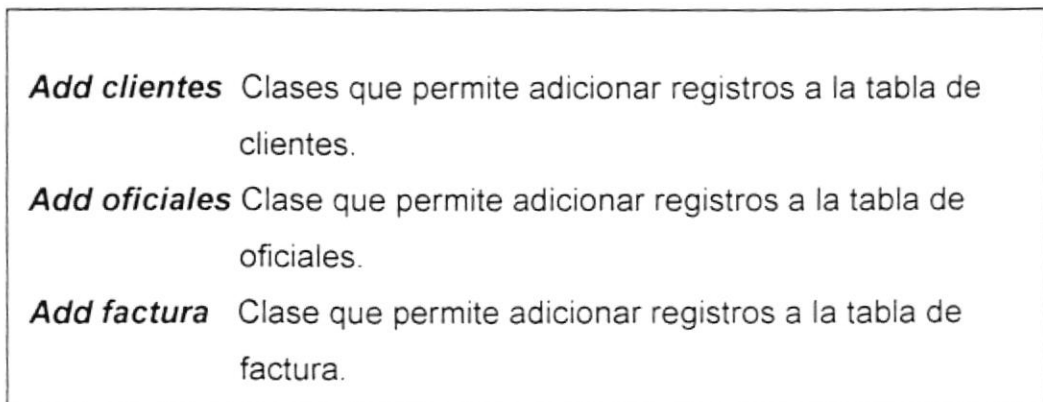 Add clientes Clases que permite adicionar registros a la tabla de
clientes.
Add oficiales Clase que permite adicionar registros a la tabla de
oficiales.
Add factura Clase que permite adicionar registros a la tabla de
factura.